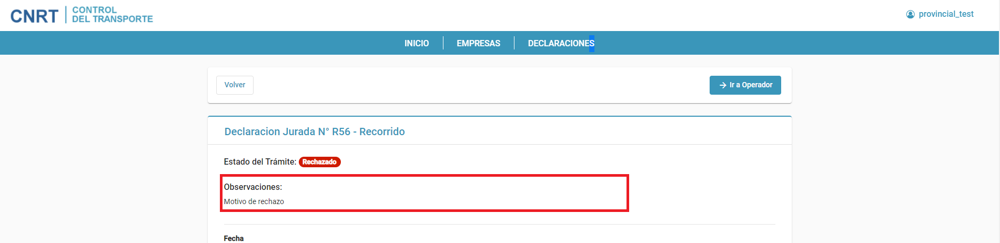 CNRT
CONTROL
DEL TRANSPORTE
provincial_test
INICIO
EMPRESAS
DECLARACIONES
Volver
Ir a Operador
Declaracion Jurada N° R56 - Recorrido
Estado del Trámite: Rechazado
Observaciones:
Motivo de rechazo
Fecha